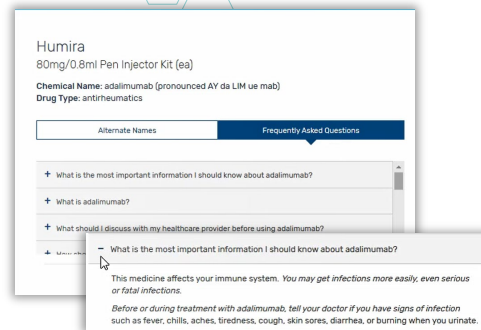 Humira
80mg/0.8ml Pen Injector Kit (ea)
Chemical Name: adalimumab (pronounced AY da LIM ue mab)
Drug Type: antirheumatics
Alternate Names
Frequently Asked Questions
+ What is the most important information I should know about adalimumab?
+ What is adalimumab?
+ What should I discuss with my healthcare provider before using adalimumab?
+ How
− What is the most important information I should know about adalimumab?
This medicine affects your immune system. You may get infections more easily, even serious
or fatal infections.
Before or during treatment with adalimumab, tell your doctor if you have signs of infection
such as fever, chills, aches, tiredness, cough, skin sores, diarrhea, or burning when you urinate.